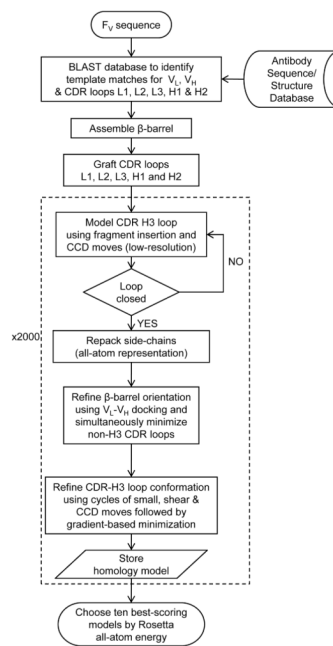 F_V sequence
BLAST database to identify
template matches for V_L, V_H
& CDR loops L1, L2, L3, H1 & H2
Antibody
Sequence/
Structure
Database
Assemble β-barrel
Graft CDR loops
L1, L2, L3, H1 and H2
Model CDR H3 loop
using fragment insertion and
CCD moves (low-resolution)
NO
Loop
closed
YES
x2000
Repack side-chains
(all-atom representation)
Refine β-barrel orientation
using V_L-V_H docking and
simultaneously minimize
non-H3 CDR loops
Refine CDR-H3 loop conformation
using cycles of small, shear &
CCD moves followed by
gradient-based minimization
Store
homology model
Choose ten best-scoring
models by Rosetta
all-atom energy